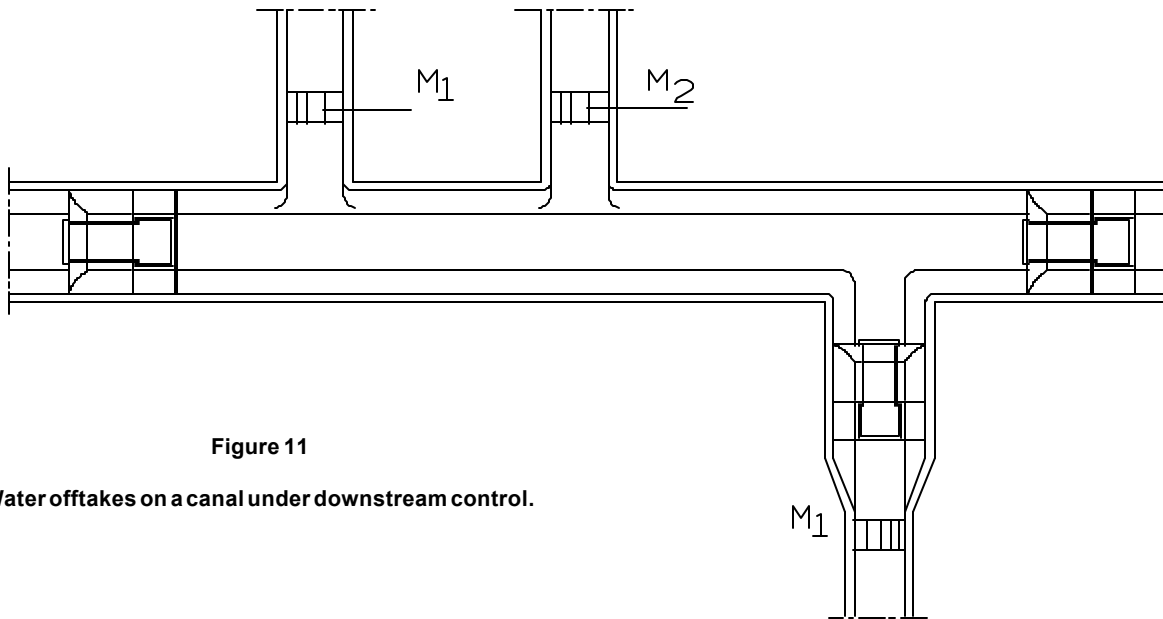 M1
M2
Figure 11
Water offtakes on a canal under downstream control.
M1